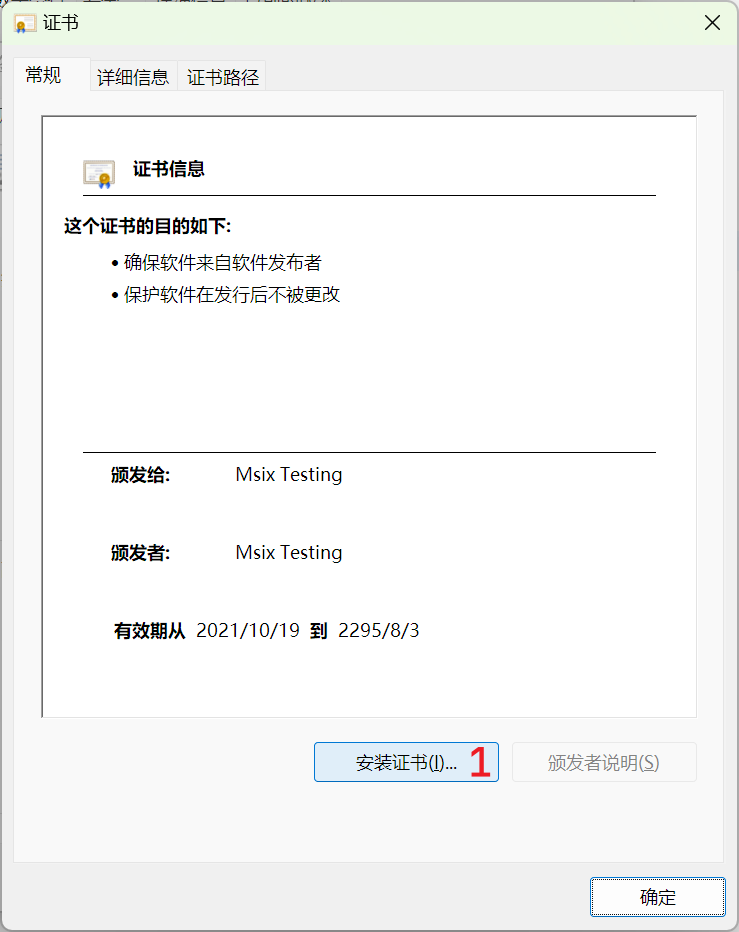 证书
常规
详细信息
证书路径
证书信息
这个证书的目的如下:
• 确保软件来自软件发布者
• 保护软件在发行后不被更改
颁发给: Msix Testing
颁发者: Msix Testing
有效期从 2021/10/19 到 2295/8/3
安装证书(I)... 1
颁发者说明(S)
确定